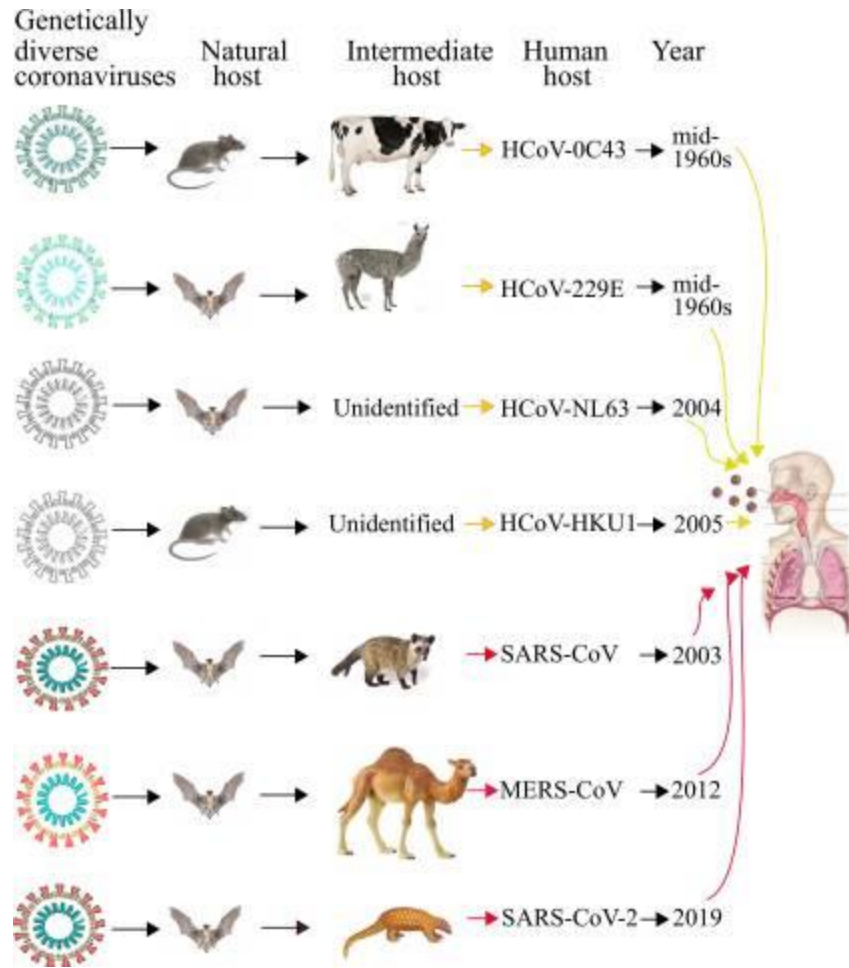 Genetically
diverse
coronaviruses
Natural
host
Intermediate
host
Human
host
Year
HCoV-0C43
mid-
1960s
HCoV-229E
mid-
1960s
Unidentified
HCoV-NL63
2004
Unidentified
HCoV-HKU1
2005
SARS-CoV
2003
MERS-CoV
2012
SARS-CoV-2
2019